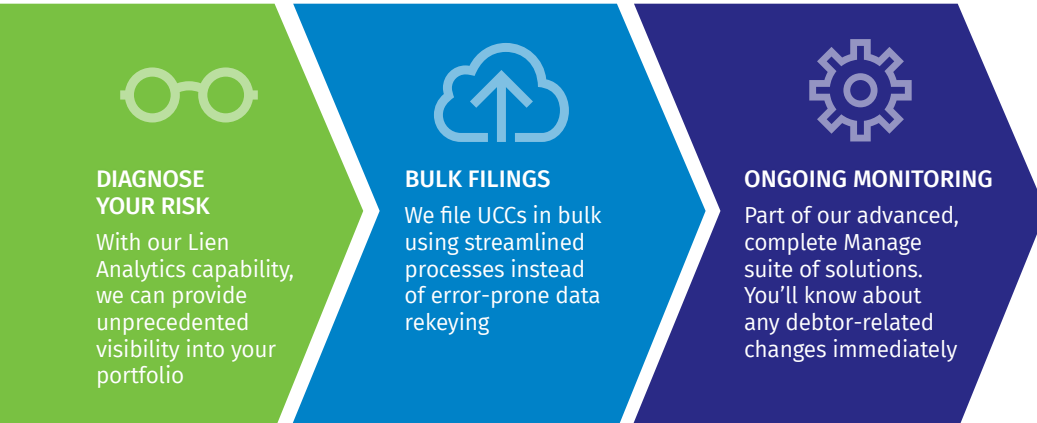 DIAGNOSE
YOUR RISK
With our Lien
Analytics capability,
we can provide
unprecedented
visibility into your
portfolio
BULK FILINGS
We file UCCs in bulk
using streamlined
processes instead
of error-prone data
rekeying
ONGOING MONITORING
Part of our advanced,
complete Manage
suite of solutions.
You’ll know about
any debtor-related
changes immediately